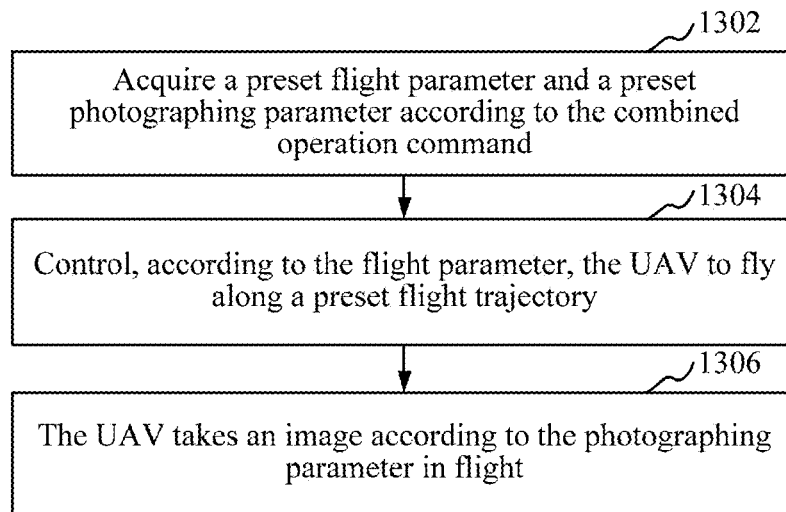 1302
Acquire a preset flight parameter and a preset
photographing parameter according to the combined
operation command
1304
Control, according to the flight parameter, the UAV to fly
along a preset flight trajectory
1306
The UAV takes an image according to the photographing
parameter in flight